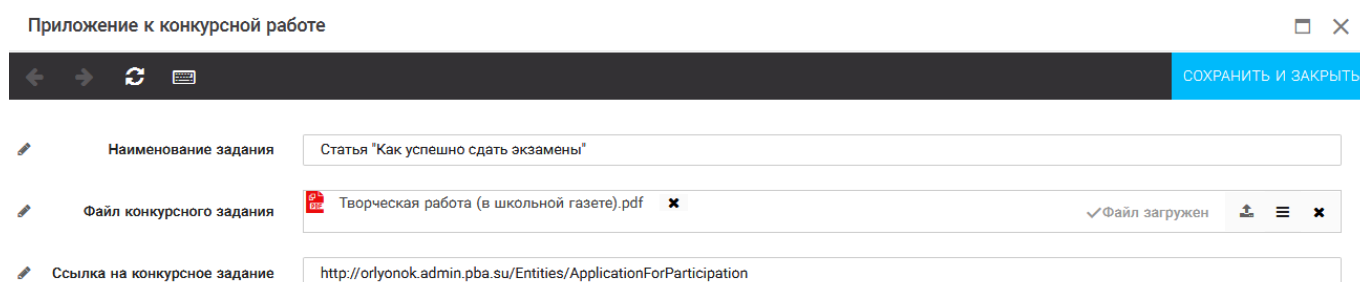 Приложение к конкурсной работе
СОХРАНИТЬ И ЗАКРЫТЬ
Наименование задания Статья "Как успешно сдать экзамены"
Файл конкурсного задания PDF Творческая работа (в школьной газете).pdf Файл загружен
Ссылка на конкурсное задание http://orlyonok.admin.pba.su/Entities/ApplicationForParticipation